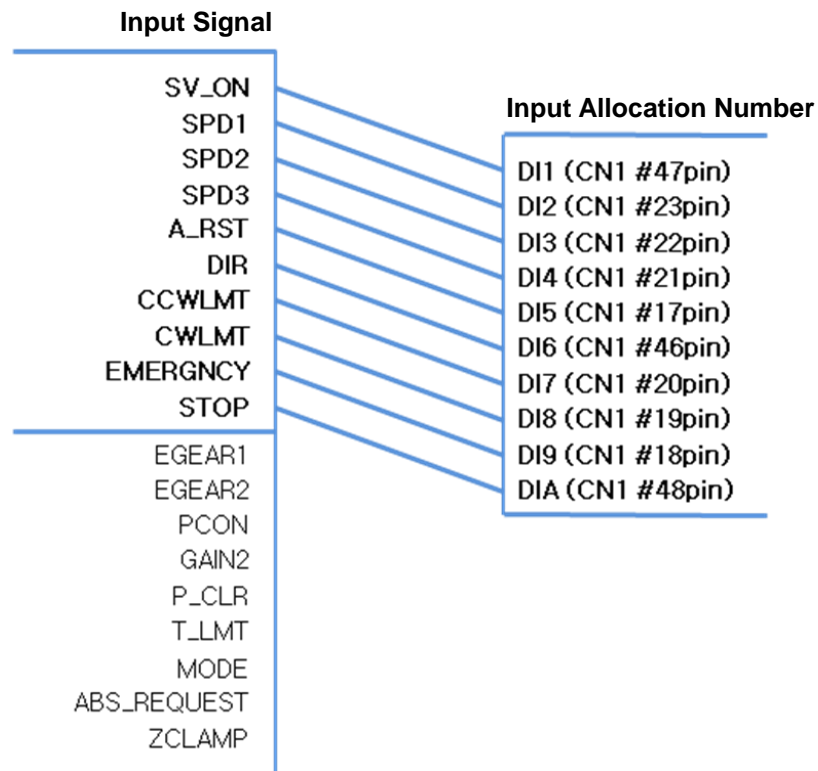 Input Signal
SV_ON
SPD1
SPD2
SPD3
A_RST
DIR
CCWLMT
CWLMT
EMERGNCY
STOP
EGEAR1
EGEAR2
PCON
GAIN2
P_CLR
T_LMT
MODE
ABS_REQUEST
ZCLAMP
Input Allocation Number
DI1 (CN1 #47pin)
DI2 (CN1 #23pin)
DI3 (CN1 #22pin)
DI4 (CN1 #21pin)
DI5 (CN1 #17pin)
DI6 (CN1 #46pin)
DI7 (CN1 #20pin)
DI8 (CN1 #19pin)
DI9 (CN1 #18pin)
DIA (CN1 #48pin)